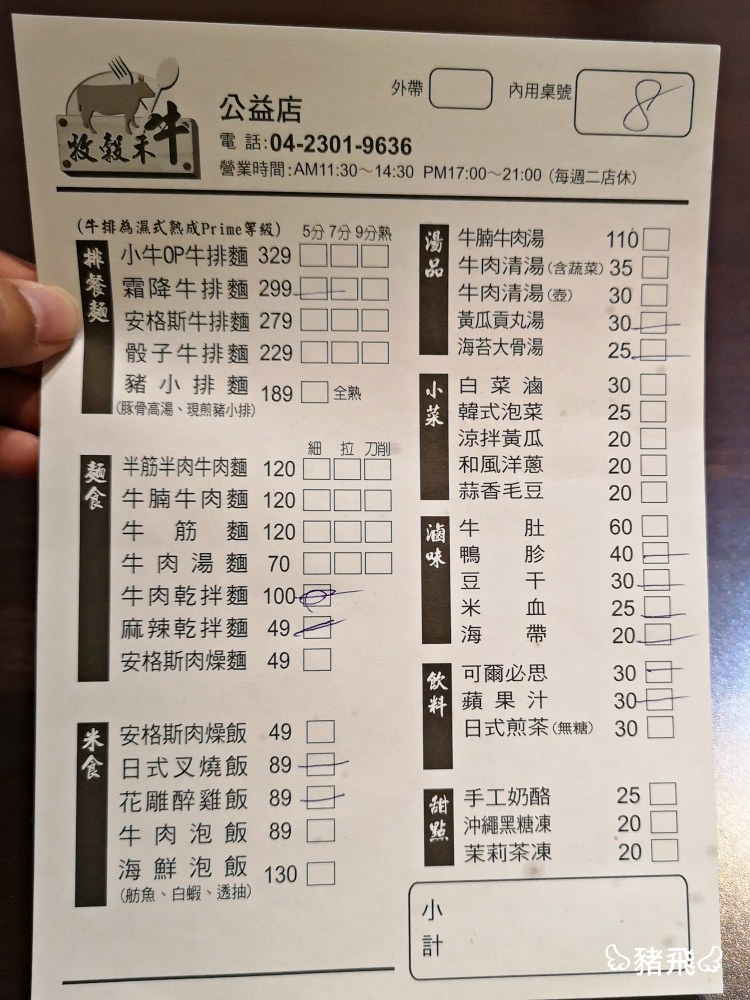 牧穀禾牛
公益店
外帶
內用桌號 8
電話:04-2301-9636
營業時間:AM11:30～14:30 PM17:00～21:00 (每週二店休)
排餐麵
(牛排為濕式熟成Prime等級) 5分 7分 9分熟
小牛OP牛排麵 329
霜降牛排麵 299
安格斯牛排麵 279
骰子牛排麵 229
豬小排麵 189 全熟
(豚骨高湯、現煎豬小排)
麵食
細 拉 刀削
半筋半肉牛肉麵 120
牛腩牛肉麵 120
牛筋麵 120
牛肉湯麵 70
牛肉乾拌麵 100
麻辣乾拌麵 49
安格斯肉燥麵 49
米食
安格斯肉燥飯 49
日式叉燒飯 89
花雕醉雞飯 89
牛肉泡飯 89
海鮮泡飯 130
(魴魚、白蝦、透抽)
湯品
牛腩牛肉湯 110
牛肉清湯(含蔬菜) 35
牛肉清湯(壺) 30
黃瓜貢丸湯 30
海苔大骨湯 25
小菜
白菜滷 30
韓式泡菜 25
涼拌黃瓜 20
和風洋蔥 20
蒜香毛豆 20
滷味
牛肚 60
鴨胗 40
豆干 30
米血 25
海帶 20
飲料
可爾必思 30
蘋果汁 30
日式煎茶(無糖) 30
甜點
手工奶酪 25
沖繩黑糖凍 20
茉莉茶凍 20
小計
豬飛